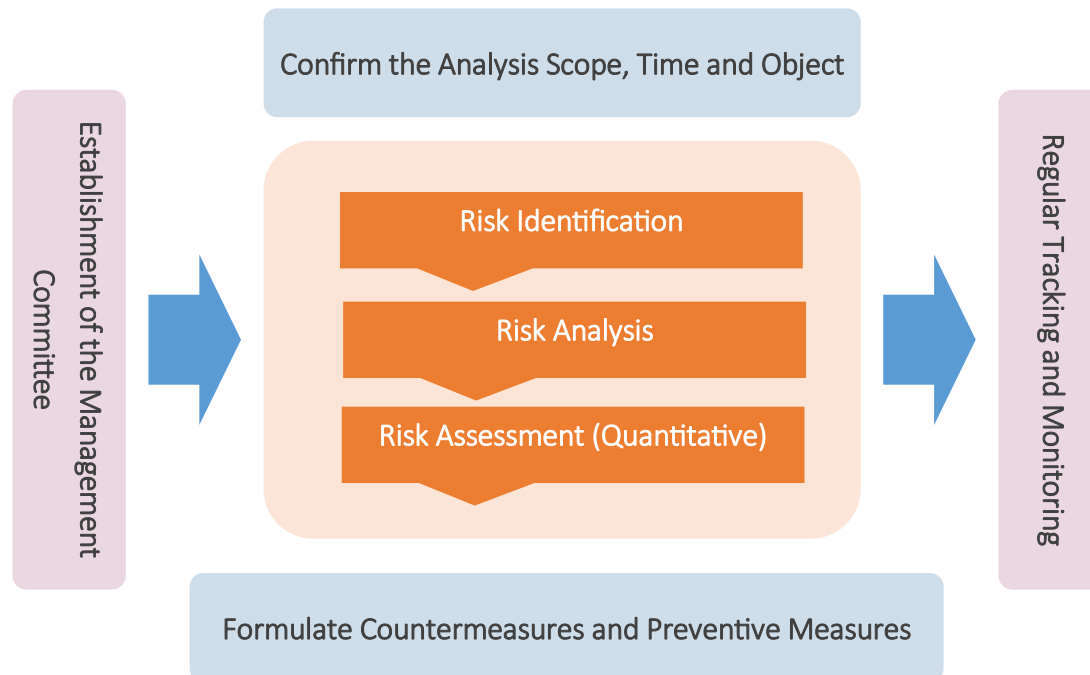 Confirm the Analysis Scope, Time and Object
Establishment of the Management
Committee
Risk Identification
Risk Analysis
Risk Assessment (Quantitative)
Regular Tracking and Monitoring
Formulate Countermeasures and Preventive Measures